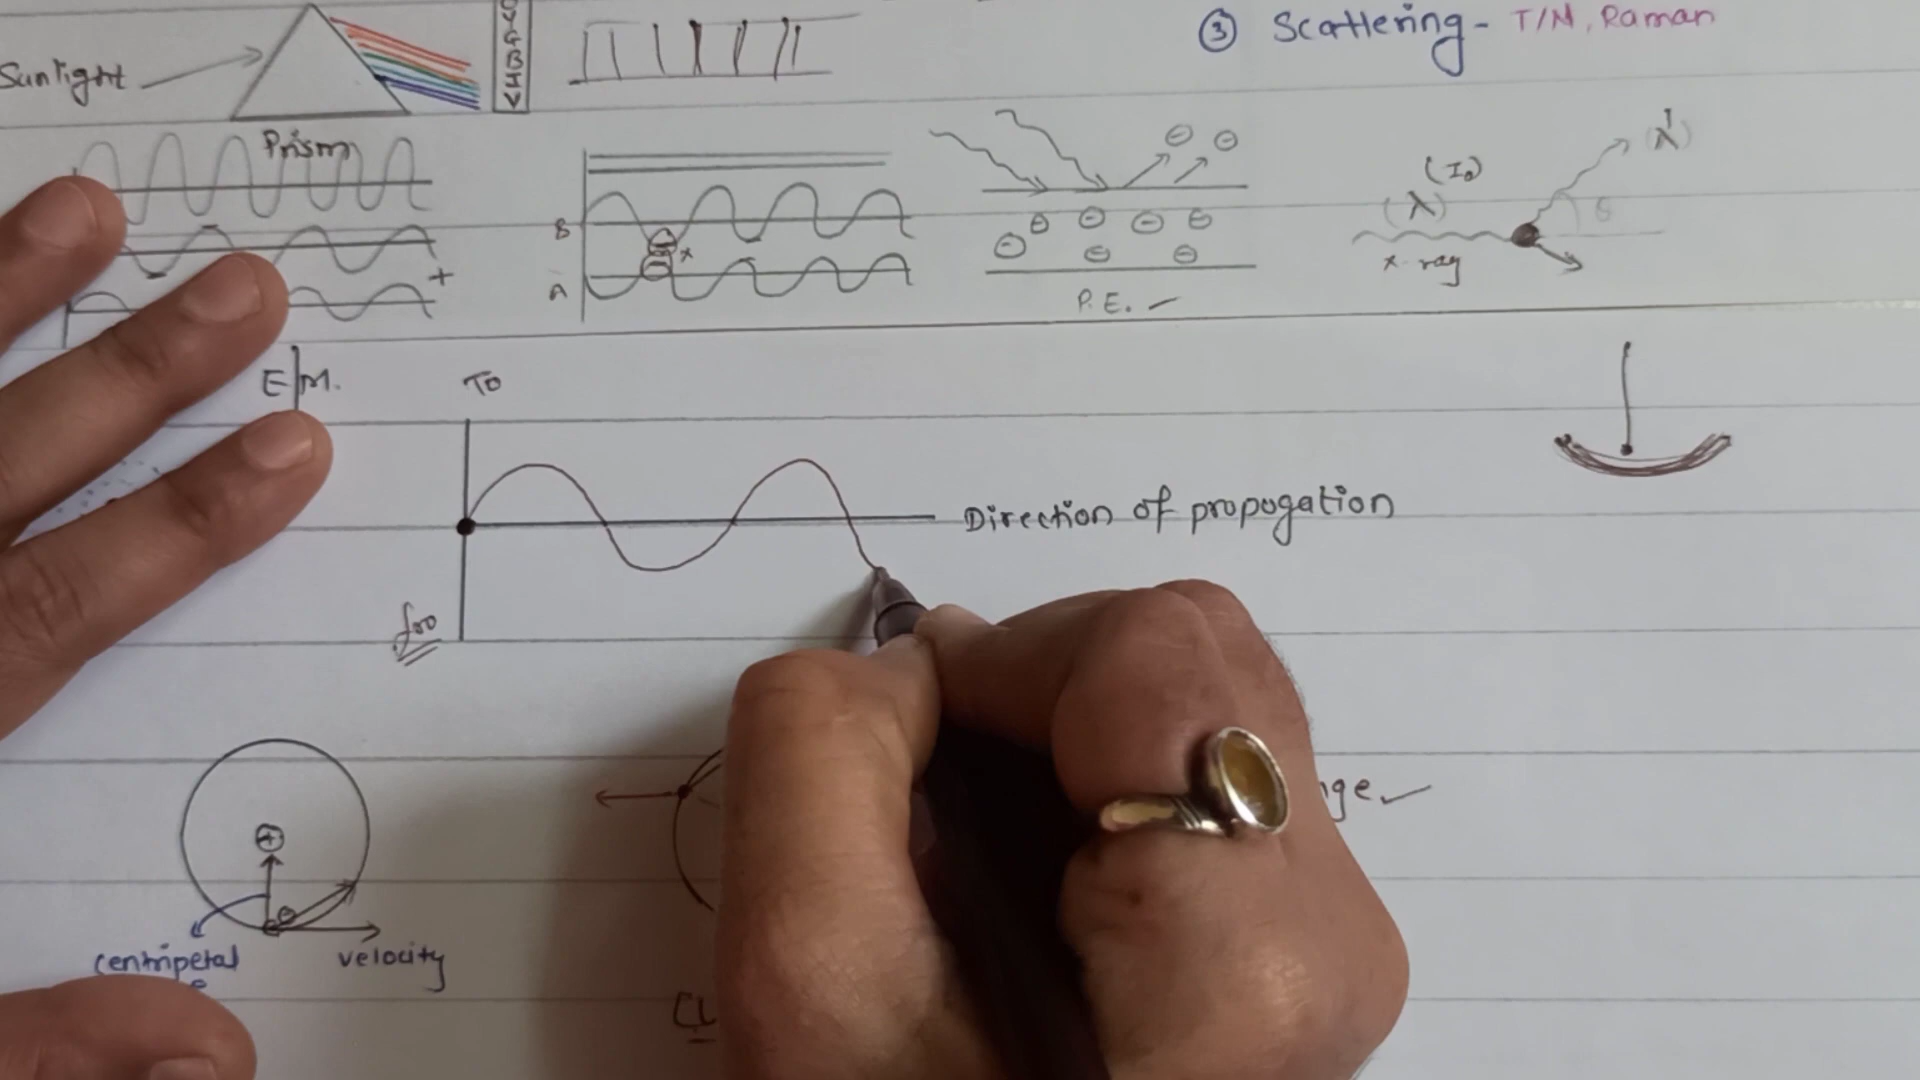 ③ Scattering - T/M, Raman
Sunlight
V
G
B
I
V
Prism
(λ')
(I₀)
(λ)
x-ray
B
x
A
+
P.E.
E/M.
To
Direction of propogation
centripetal
velocity